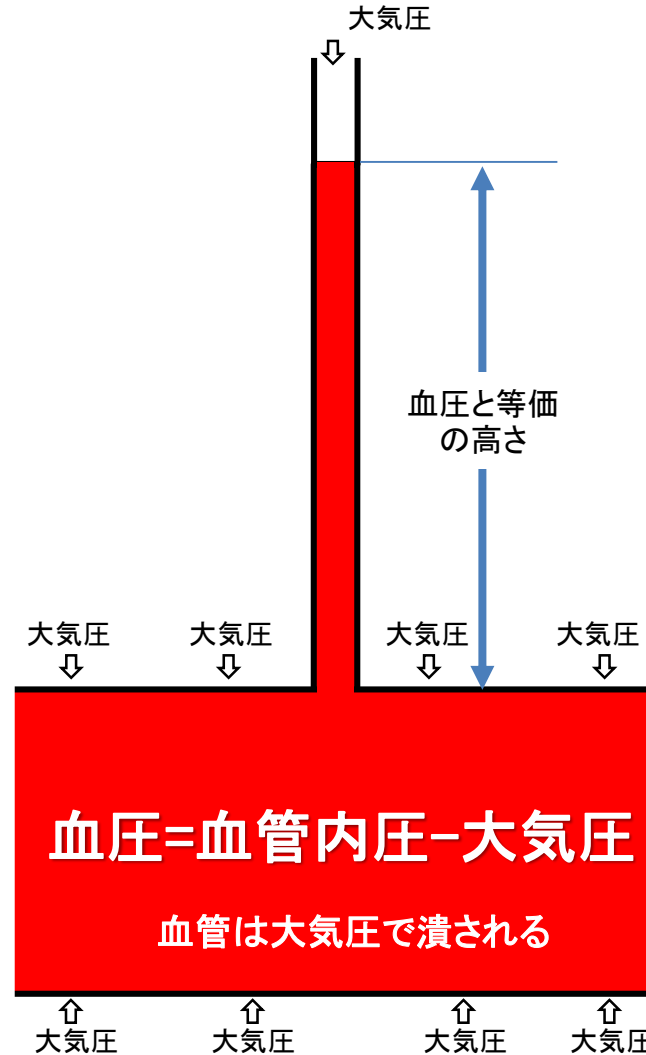 大気圧
血圧と等価
の高さ
大気圧 大気圧 大気圧 大気圧
血圧=血管内圧−大気圧
血管は大気圧で潰される
大気圧 大気圧 大気圧 大気圧